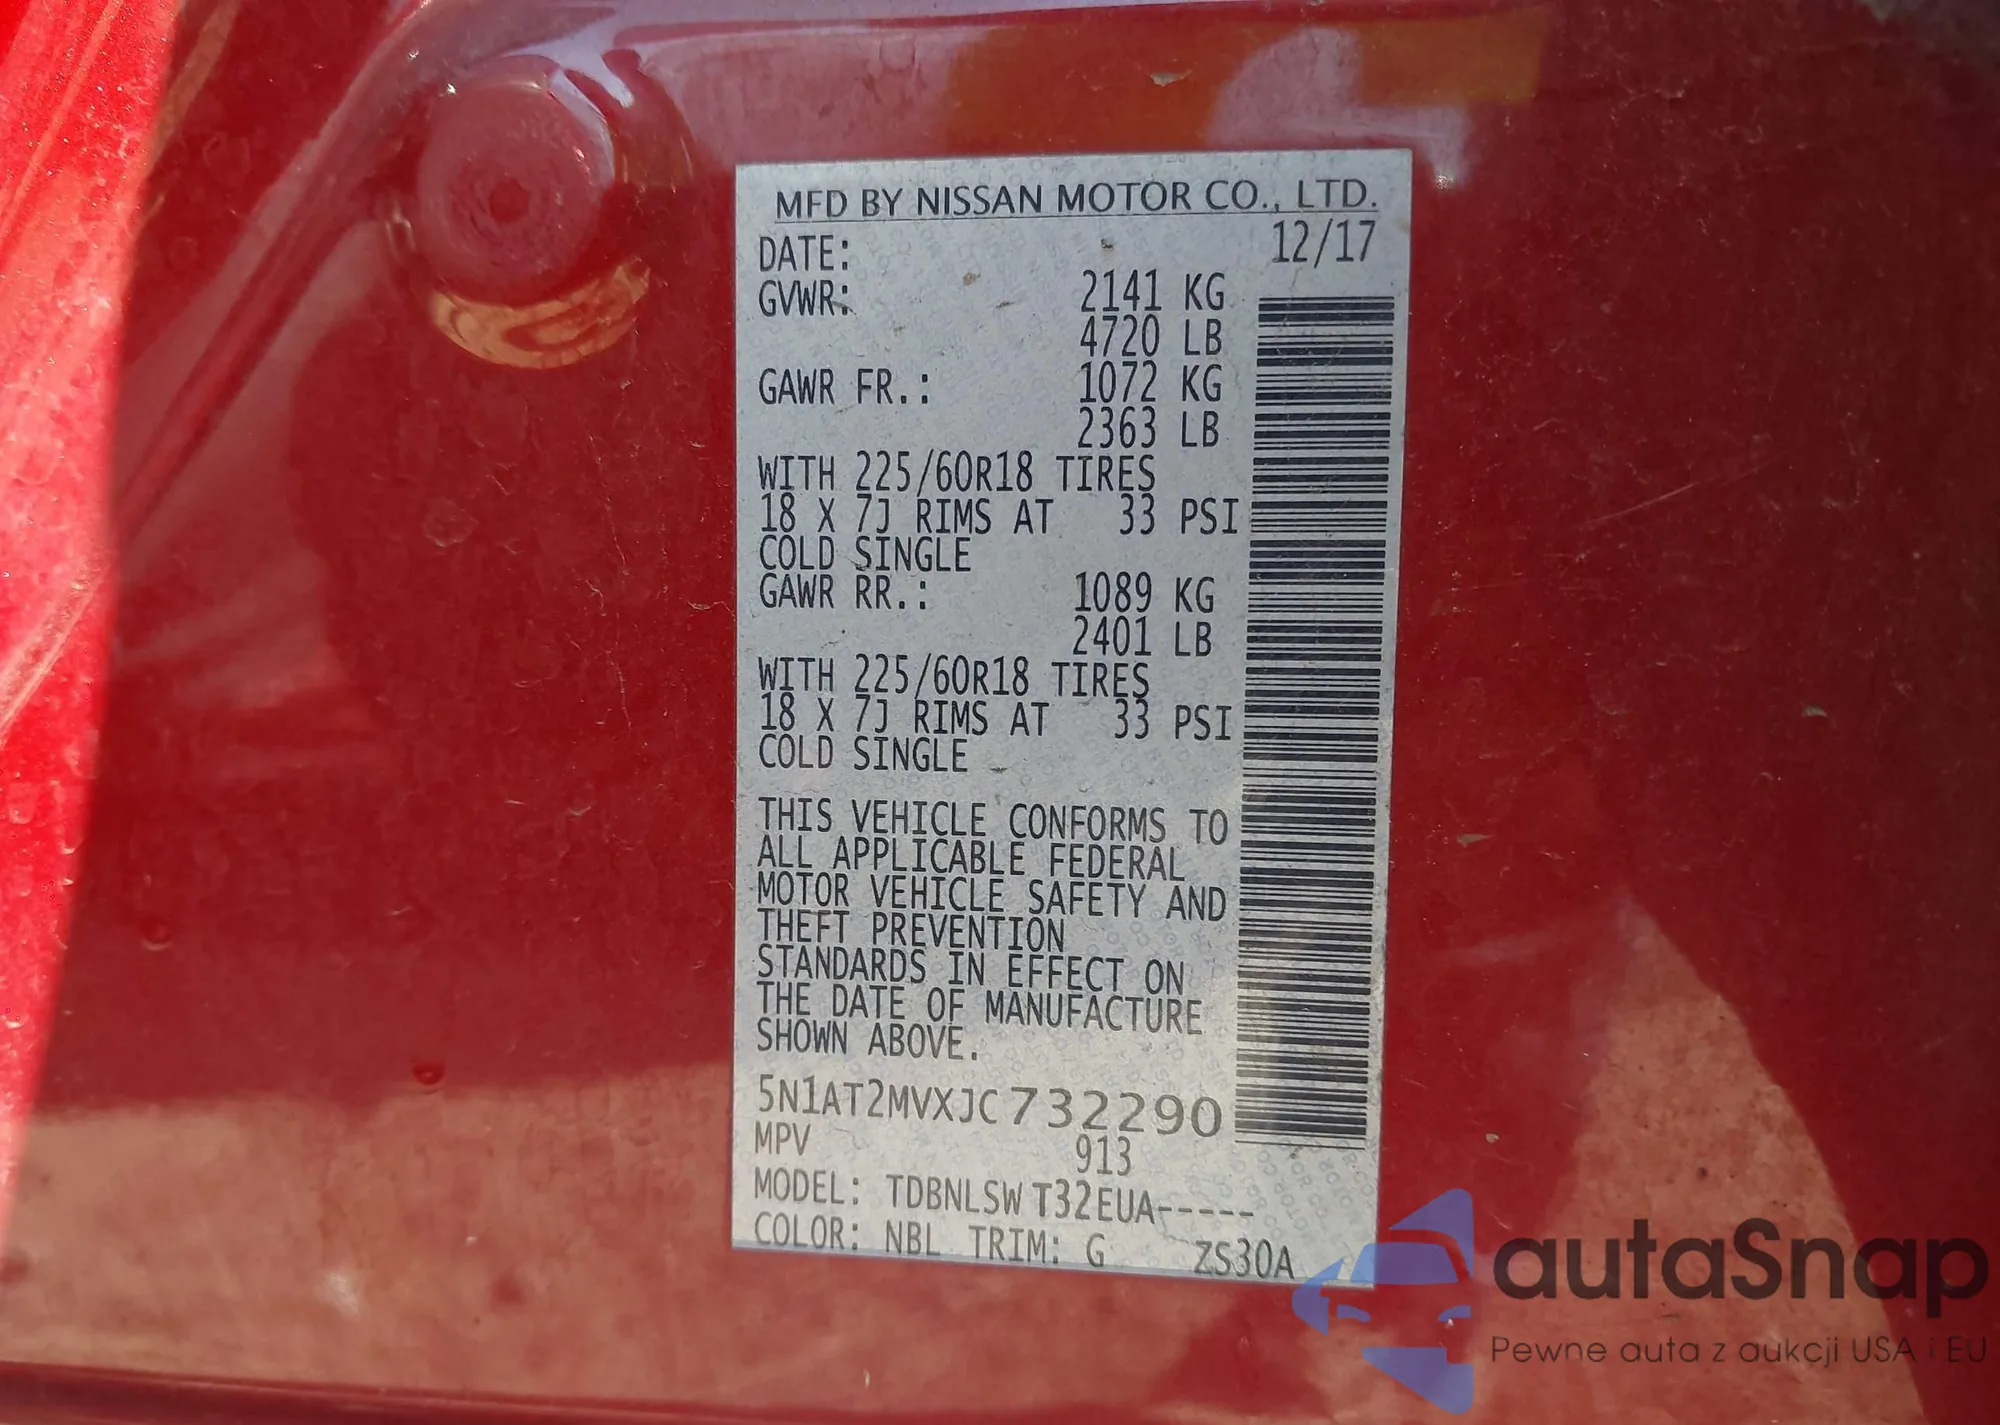 MFD BY NISSAN MOTOR CO., LTD.
DATE: 12/17
GVWR: 2141 KG
4720 LB
GAWR FR.: 1072 KG
2363 LB
WITH 225/60R18 TIRES
18 X 7J RIMS AT 33 PSI
COLD SINGLE
GAWR RR.: 1089 KG
2401 LB
WITH 225/60R18 TIRES
18 X 7J RIMS AT 33 PSI
COLD SINGLE
THIS VEHICLE CONFORMS TO
ALL APPLICABLE FEDERAL
MOTOR VEHICLE SAFETY AND
THEFT PREVENTION
STANDARDS IN EFFECT ON
THE DATE OF MANUFACTURE
SHOWN ABOVE.
5N1AT2MVXJC732290
MPV 913
MODEL: TDBNLSW T32EUA-----
COLOR: NBL TRIM: G ZS30A
autaSnap
Pewne auta z aukcji USA i EU